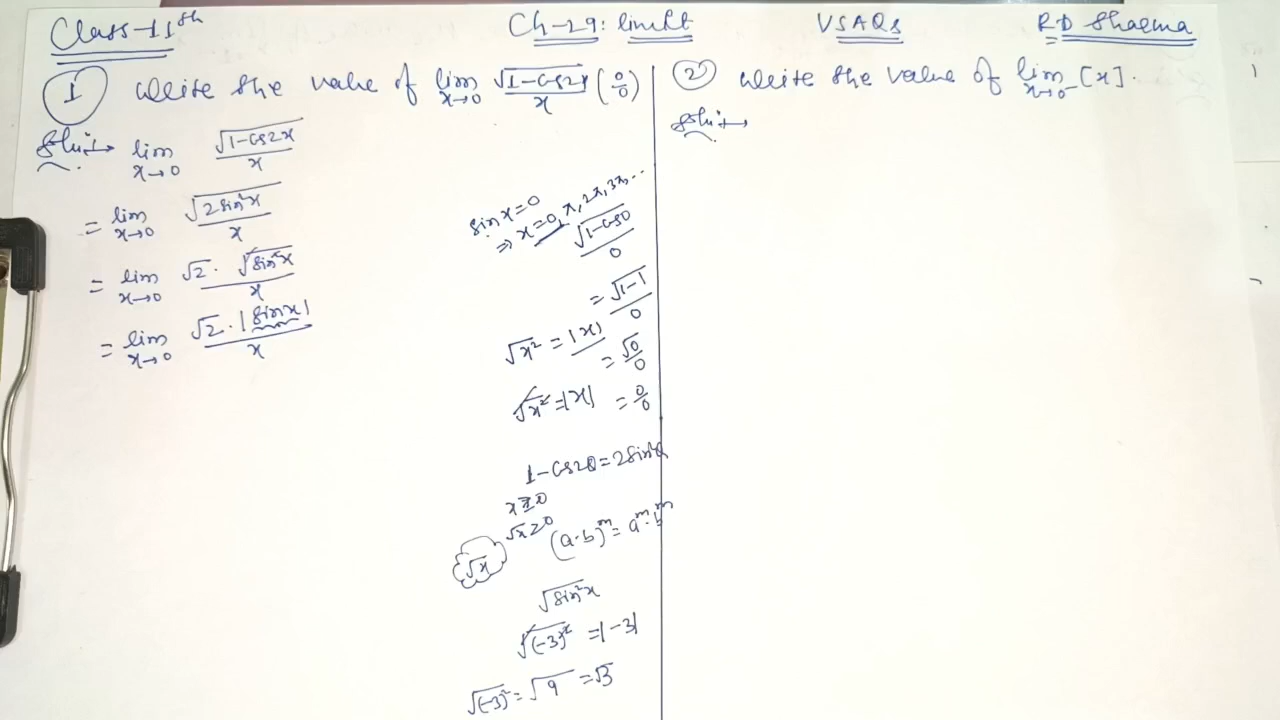 Class-11th Ch-29: limit VSAQs RD Sharma
① Write the value of lim x→0 √(1-cos2x)/x (0/0)
Sol:→ lim x→0 √(1-cos2x)/x
= lim x→0 √(2sin²x)/x
= lim x→0 √2·√(sin²x)/x
= lim x→0 √2·|sinx|/x
sinx=0
⇒ x=0, π, 2π, 3π,...
√(1-cos0)/0
= √(1-1)/0
√x² = |x|
= √0/0
√x² = |x| = 0/0
1-cos2θ=2sin²θ
x≥0
√x≥0
(a·b)^m = a^m·b^m
√x
√sin²x
√(-3)² = |-3|
√(-3)² = √9 = √3
② Write the value of lim x→0⁻ [x].
Sol:→